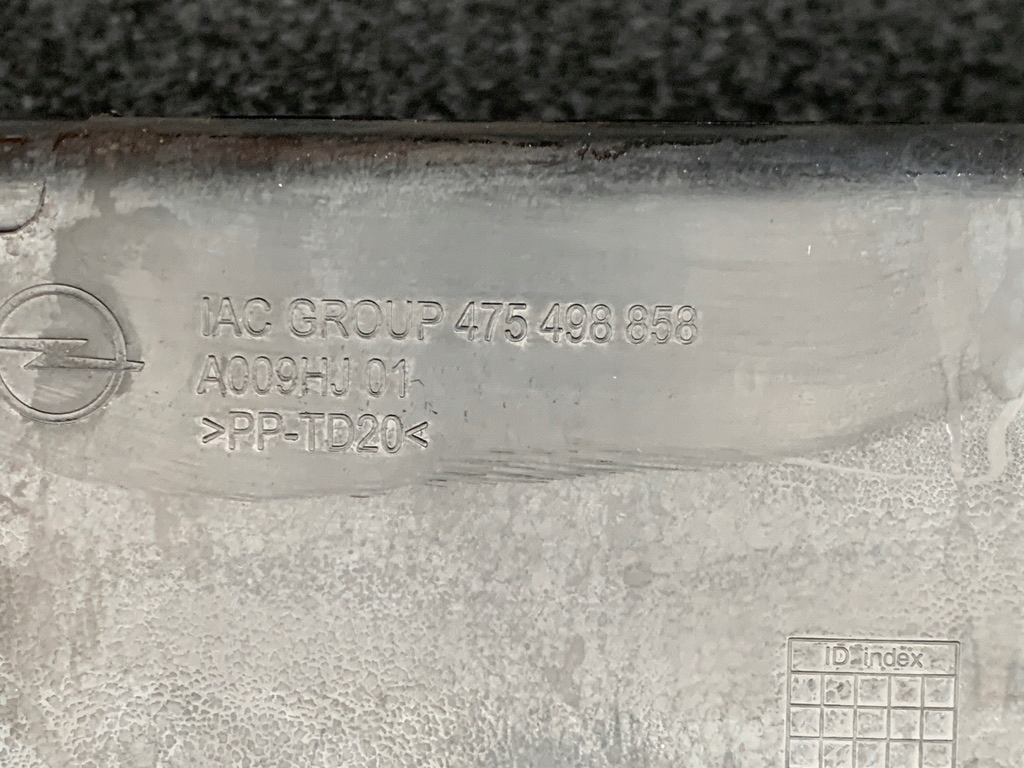 IAC GROUP 475 498 858
A009HJ 01
>PP-TD20<
ID index